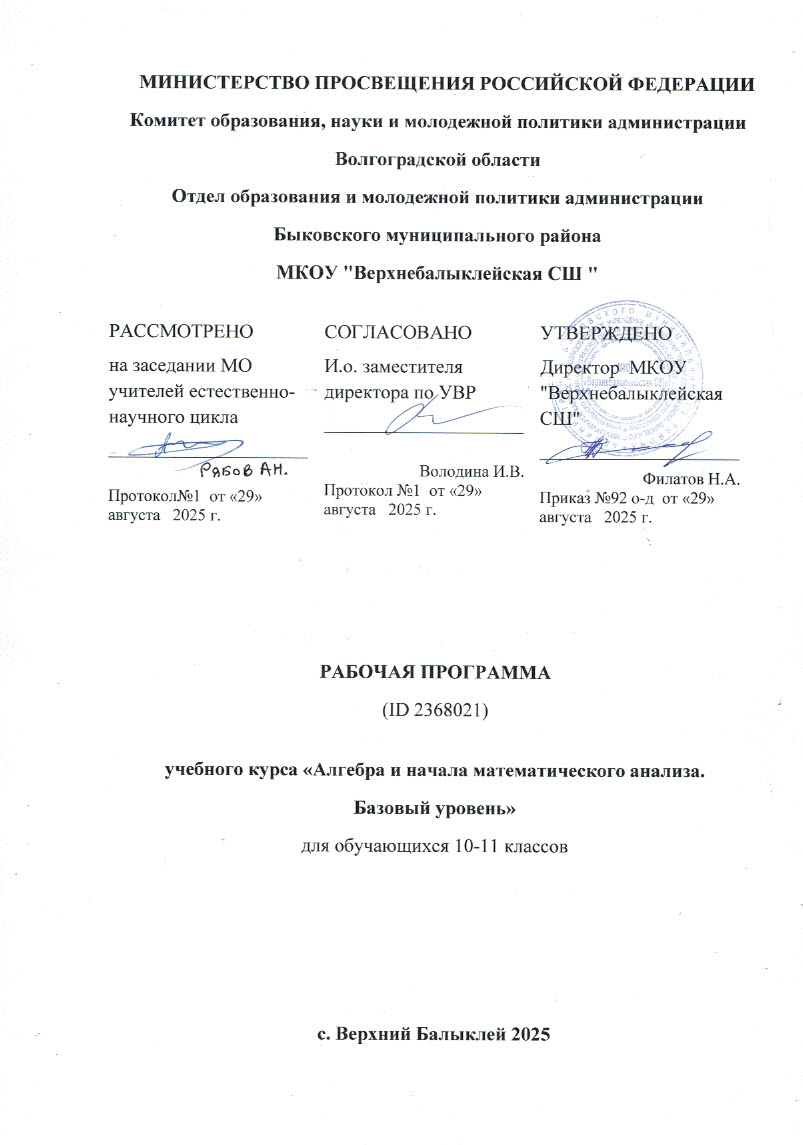 МИНИСТЕРСТВО ПРОСВЕЩЕНИЯ РОССИЙСКОЙ ФЕДЕРАЦИИ
Комитет образования, науки и молодежной политики администрации
Волгоградской области
Отдел образования и молодежной политики администрации
Быковского муниципального района
МКОУ "Верхнебалыклейская СШ "
РАССМОТРЕНО
на заседании МО
учителей естественно-
научного цикла
Рябов А.Н.
Протокол№1 от «29»
августа 2025 г.
СОГЛАСОВАНО
И.о. заместителя
директора по УВР
Володина И.В.
Протокол №1 от «29»
августа 2025 г.
УТВЕРЖДЕНО
Директор МКОУ
"Верхнебалыклейская
СШ"
Филатов Н.А.
Приказ №92 о-д от «29»
августа 2025 г.
РАБОЧАЯ ПРОГРАММА
(ID 2368021)
учебного курса «Алгебра и начала математического анализа.
Базовый уровень»
для обучающихся 10-11 классов
с. Верхний Балыклей 2025